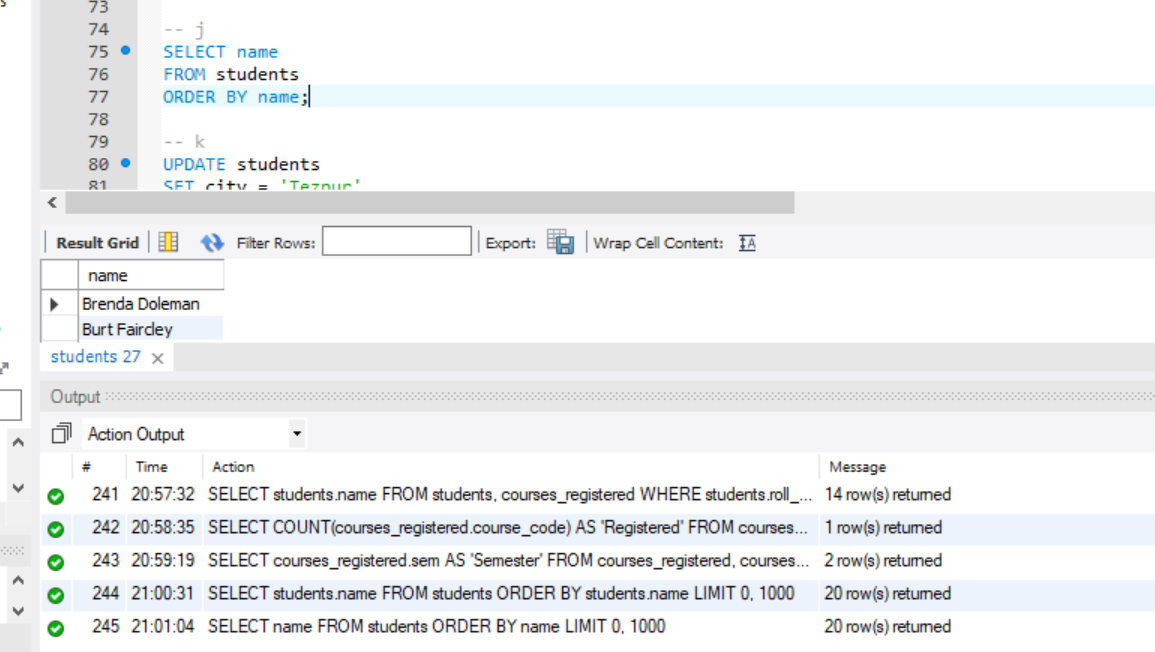 73
74 -- j
75 SELECT name
76 FROM students
77 ORDER BY name;
78
79 -- k
80 UPDATE students
81 SET city = 'Tezpur'
Result Grid Filter Rows: Export: Wrap Cell Content:
name
Brenda Doleman
Burt Faircley
students 27
Output
Action Output
# Time Action Message
241 20:57:32 SELECT students.name FROM students, courses_registered WHERE students.roll_... 14 row(s) returned
242 20:58:35 SELECT COUNT(courses_registered.course_code) AS 'Registered' FROM courses... 1 row(s) returned
243 20:59:19 SELECT courses_registered.sem AS 'Semester' FROM courses_registered, courses... 2 row(s) returned
244 21:00:31 SELECT students.name FROM students ORDER BY students.name LIMIT 0, 1000 20 row(s) returned
245 21:01:04 SELECT name FROM students ORDER BY name LIMIT 0, 1000 20 row(s) returned